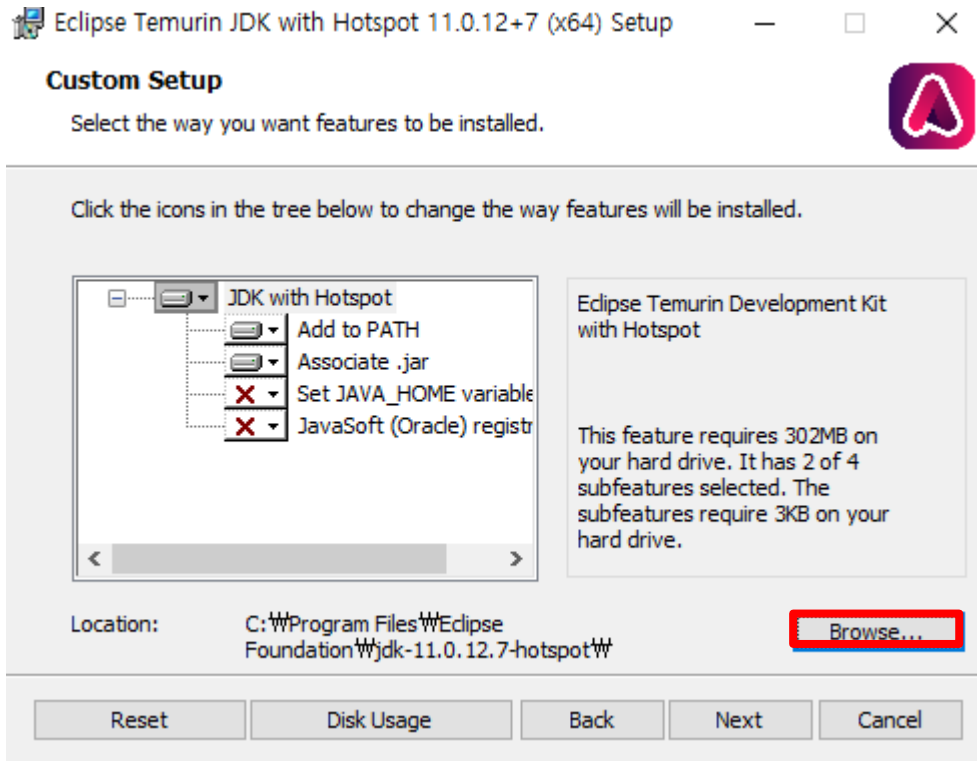 Eclipse Temurin JDK with Hotspot 11.0.12+7 (x64) Setup
Custom Setup
Select the way you want features to be installed.
Click the icons in the tree below to change the way features will be installed.
JDK with Hotspot
Add to PATH
Associate .jar
Set JAVA_HOME variable
JavaSoft (Oracle) registr
Eclipse Temurin Development Kit
with Hotspot
This feature requires 302MB on
your hard drive. It has 2 of 4
subfeatures selected. The
subfeatures require 3KB on your
hard drive.
Location:
C:₩Program Files₩Eclipse
Foundation₩jdk-11.0.12.7-hotspot₩
Browse...
Reset Disk Usage Back Next Cancel